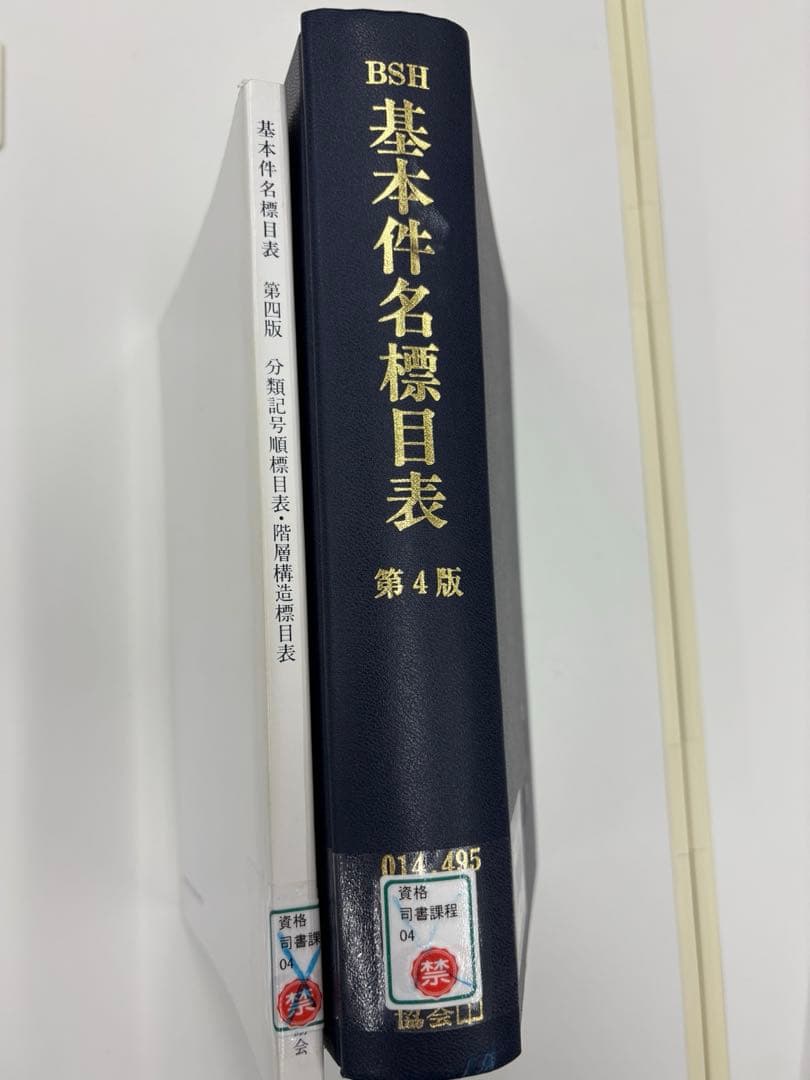 基本件名標目表 第四版 分類記号順標目表・階層構造標目表
資格
司書課
04
禁
会
BSH
基本件名標目表
第4版
014.495
資格
司書課程
04
禁
協会